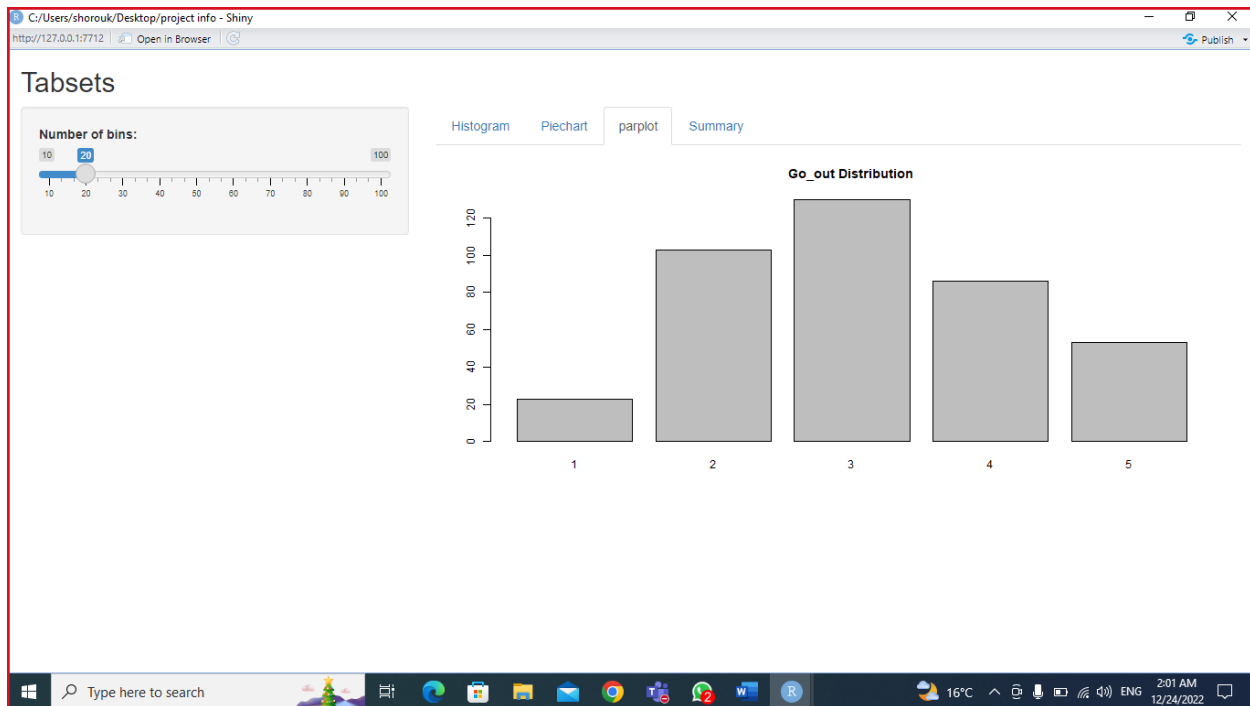 C:/Users/shorouk/Desktop/project info - Shiny
http://127.0.0.1:7712 Open in Browser Publish
Tabsets
Number of bins:
10 20 100
10 20 30 40 50 60 70 80 90 100
Histogram Piechart parplot Summary
Go_out Distribution
120
100
80
60
40
20
0
1 2 3 4 5
Type here to search
2
W
R
16°C ENG
2:01 AM
12/24/2022